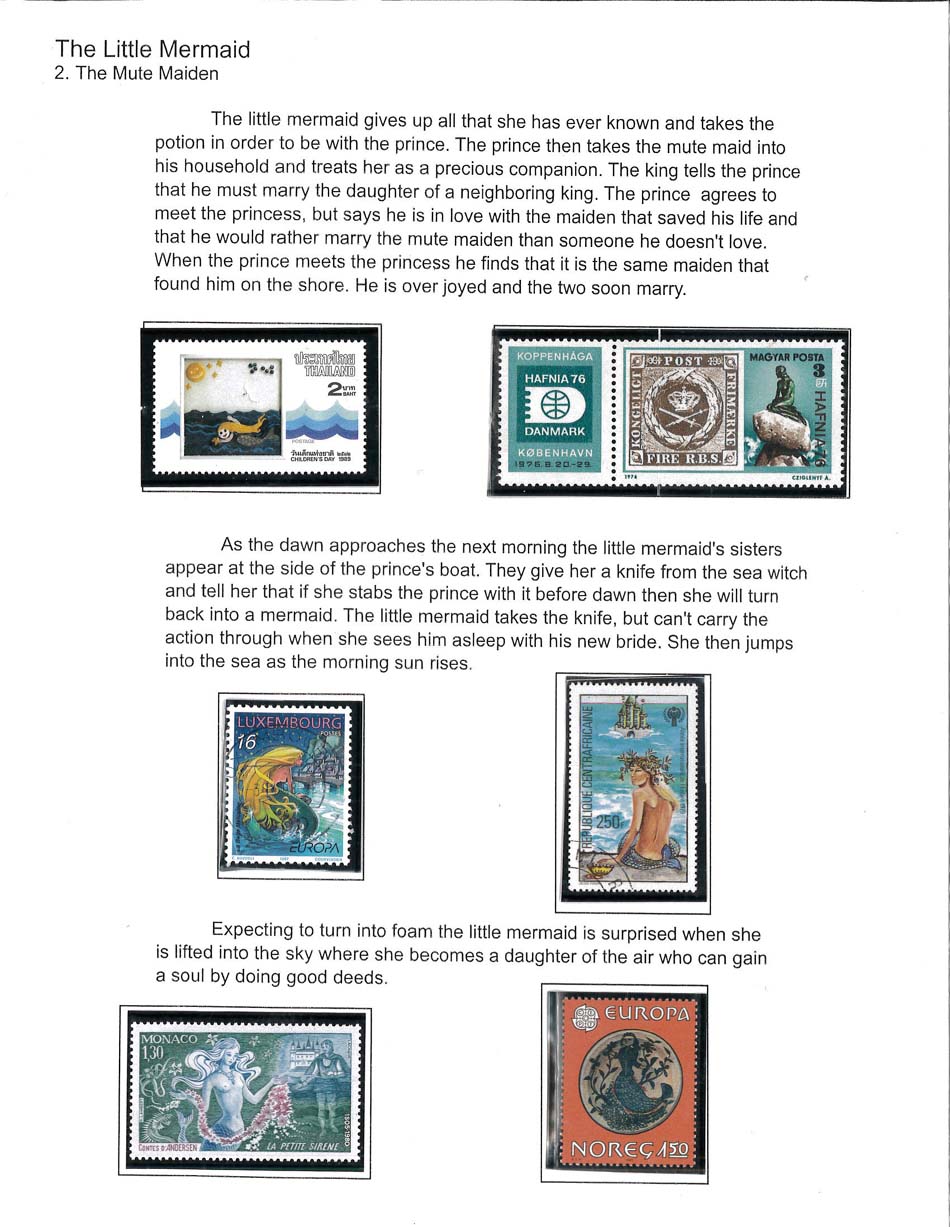 The Little Mermaid
2. The Mute Maiden
The little mermaid gives up all that she has ever known and takes the
potion in order to be with the prince. The prince then takes the mute maid into
his household and treats her as a precious companion. The king tells the prince
that he must marry the daughter of a neighboring king. The prince  agrees to
meet the princess, but says he is in love with the maiden that saved his life and
that he would rather marry the mute maiden than someone he doesn't love.
When the prince meets the princess he finds that it is the same maiden that
found him on the shore. He is over joyed and the two soon marry.
ประเทศไทย
THAILAND
2 บาท
BAHT
POSTAGE
วันเด็กแห่งชาติ ๒๕๓๒
CHILDREN'S DAY 1989
KOPPENHÁGA
HAFNIA 76
DANMARK
KØBENHAVN
1976.8.20.-29.
POST
KONGELIGT
FRIMÆRKE
FIRE R.B.S.
MAGYAR POSTA
3 Ft
HAFNIA'76
1976
CZIGLÉNYI Á.
As the dawn approaches the next morning the little mermaid's sisters
appear at the side of the prince's boat. They give her a knife from the sea witch
and tell her that if she stabs the prince with it before dawn then she will turn
back into a mermaid. The little mermaid takes the knife, but can't carry the
action through when she sees him asleep with his new bride. She then jumps
into the sea as the morning sun rises.
LUXEMBOURG
16
POSTES
EUROPA
1997
REPUBLIQUE CENTRAFRICAINE
250F
Expecting to turn into foam the little mermaid is surprised when she
is lifted into the sky where she becomes a daughter of the air who can gain
a soul by doing good deeds.
MONACO
1,30
1805-1980
CONTES D'ANDERSEN
LA PETITE SIRENE
EUROPA
NOREG 150